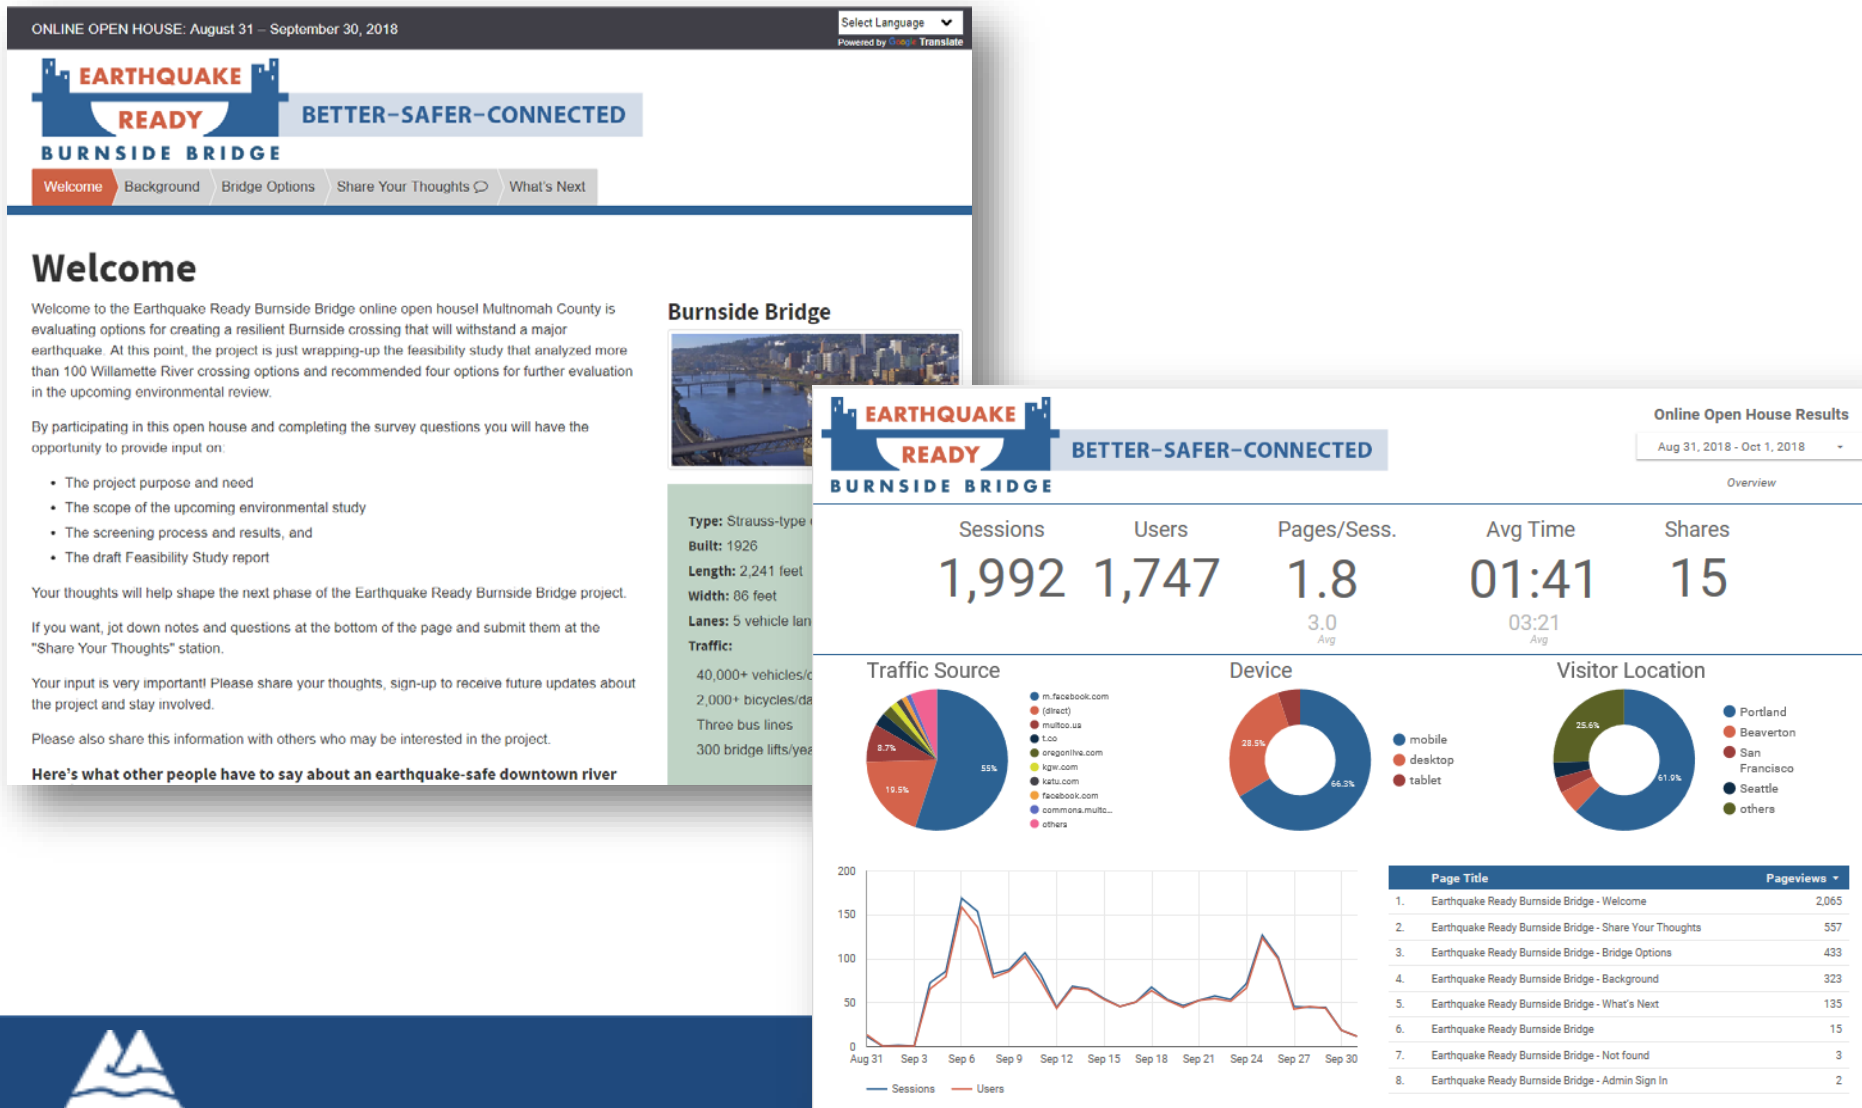 ONLINE OPEN HOUSE: August 31 – September 30, 2018
Select Language
Powered by Google Translate
EARTHQUAKE
READY
BURNSIDE BRIDGE
BETTER–SAFER–CONNECTED
Welcome
Background
Bridge Options
Share Your Thoughts
What's Next
Welcome
Welcome to the Earthquake Ready Burnside Bridge online open house! Multnomah County is
evaluating options for creating a resilient Burnside crossing that will withstand a major
earthquake. At this point, the project is just wrapping-up the feasibility study that analyzed more
than 100 Willamette River crossing options and recommended four options for further evaluation
in the upcoming environmental review.
By participating in this open house and completing the survey questions you will have the
opportunity to provide input on:
• The project purpose and need
• The scope of the upcoming environmental study
• The screening process and results, and
• The draft Feasibility Study report
Your thoughts will help shape the next phase of the Earthquake Ready Burnside Bridge project.
If you want, jot down notes and questions at the bottom of the page and submit them at the
"Share Your Thoughts" station.
Your input is very important! Please share your thoughts, sign-up to receive future updates about
the project and stay involved.
Please also share this information with others who may be interested in the project.
Here's what other people have to say about an earthquake-safe downtown river
Burnside Bridge
Type: Strauss-type
Built: 1926
Length: 2,241 feet
Width: 86 feet
Lanes: 5 vehicle lan
Traffic:
40,000+ vehicles/
2,000+ bicycles/da
Three bus lines
300 bridge lifts/yea
EARTHQUAKE
READY
BURNSIDE BRIDGE
BETTER–SAFER–CONNECTED
Online Open House Results
Aug 31, 2018 - Oct 1, 2018
Overview
Sessions
1,992
Users
1,747
Pages/Sess.
1.8
3.0
Avg
Avg Time
01:41
03:21
Avg
Shares
15
Traffic Source
55%
19.5%
8.7%
m.facebook.com
(direct)
multco.us
t.co
oregonlive.com
kgw.com
katu.com
facebook.com
commons.multc...
others
Device
66.3%
28.5%
mobile
desktop
tablet
Visitor Location
61.9%
25.6%
Portland
Beaverton
San
Francisco
Seattle
others
200
150
100
50
0
Aug 31 Sep 3 Sep 6 Sep 9 Sep 12 Sep 15 Sep 18 Sep 21 Sep 24 Sep 27 Sep 30
Sessions Users
Page Title Pageviews
1. Earthquake Ready Burnside Bridge - Welcome 2,065
2. Earthquake Ready Burnside Bridge - Share Your Thoughts 557
3. Earthquake Ready Burnside Bridge - Bridge Options 433
4. Earthquake Ready Burnside Bridge - Background 323
5. Earthquake Ready Burnside Bridge - What's Next 135
6. Earthquake Ready Burnside Bridge 15
7. Earthquake Ready Burnside Bridge - Not found 3
8. Earthquake Ready Burnside Bridge - Admin Sign In 2